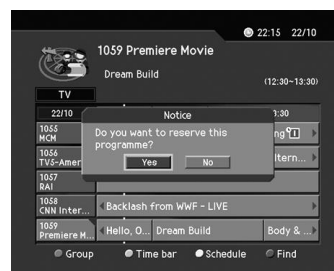 22:15 22/10
1059 Premiere Movie
Dream Build
(12:30~13:30)
TV
22/10
Notice
3:30
1055
MCM
Do you want to reserve this
programme?
ng
1056
TV5-Amer
Yes No
ltern...
1057
RAI
1058
CNN Inter...
Backlash from WWF - LIVE
1059
Premiere M...
Hello, O... Dream Build Body & ...
Group Time bar Schedule Find